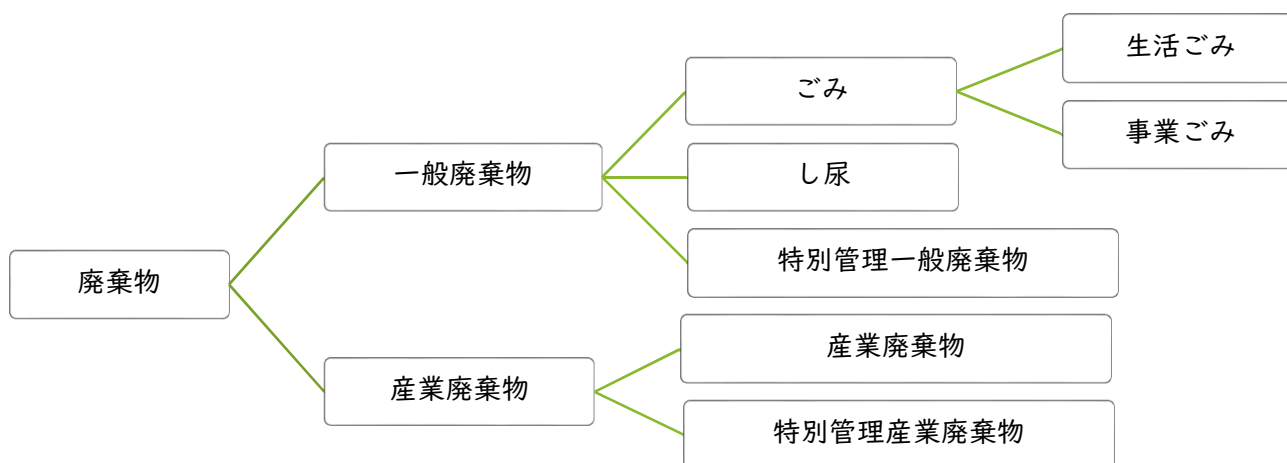 廃棄物
一般廃棄物
ごみ
生活ごみ
事業ごみ
し尿
特別管理一般廃棄物
産業廃棄物
産業廃棄物
特別管理産業廃棄物